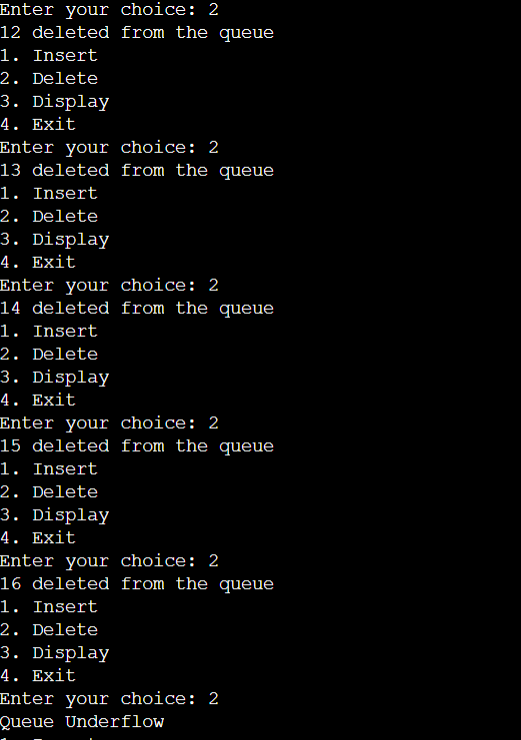 Enter your choice: 2
12 deleted from the queue
1. Insert
2. Delete
3. Display
4. Exit
Enter your choice: 2
13 deleted from the queue
1. Insert
2. Delete
3. Display
4. Exit
Enter your choice: 2
14 deleted from the queue
1. Insert
2. Delete
3. Display
4. Exit
Enter your choice: 2
15 deleted from the queue
1. Insert
2. Delete
3. Display
4. Exit
Enter your choice: 2
16 deleted from the queue
1. Insert
2. Delete
3. Display
4. Exit
Enter your choice: 2
Queue Underflow